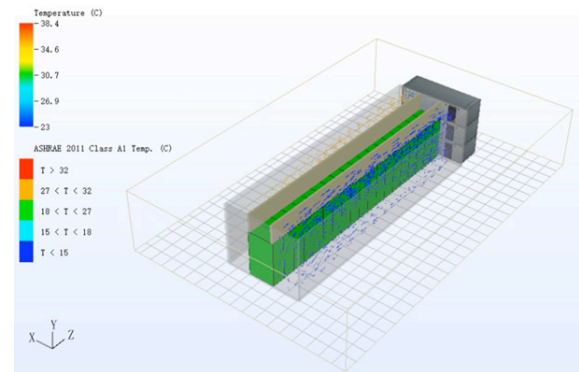 Temperature (C)
38.4
34.6
30.7
26.9
23
ASHRAE 2011 Class A1 Temp. (C)
T > 32
27 < T < 32
18 < T < 27
15 < T < 18
T < 15
Y
X
Z